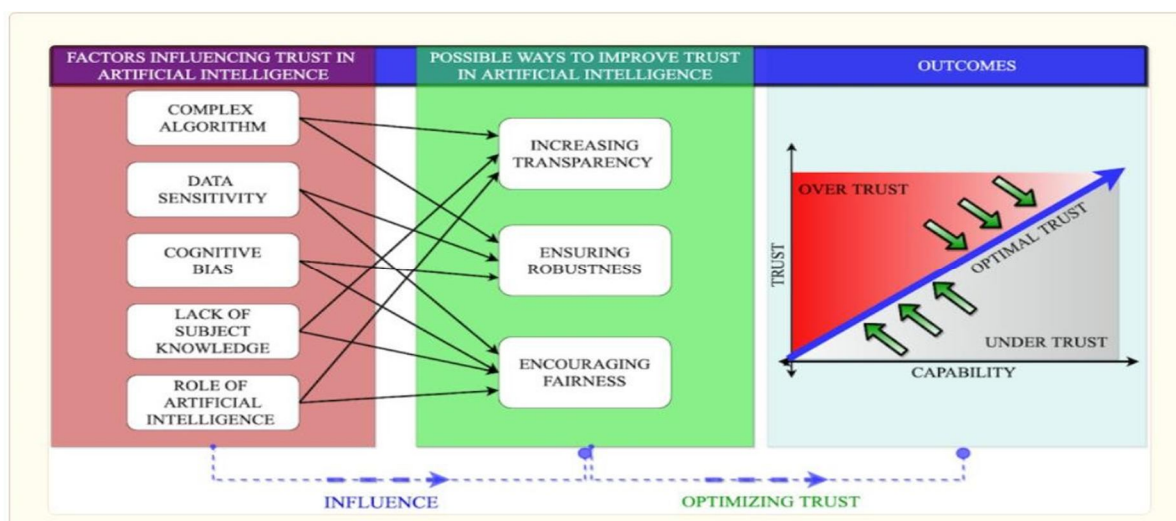 FACTORS INFLUENCING TRUST IN
ARTIFICIAL INTELLIGENCE
POSSIBLE WAYS TO IMPROVE TRUST
IN ARTIFICIAL INTELLIGENCE
OUTCOMES
COMPLEX
ALGORITHM
DATA
SENSITIVITY
COGNITIVE
BIAS
LACK OF
SUBJECT
KNOWLEDGE
ROLE OF
ARTIFICIAL
INTELLIGENCE
INCREASING
TRANSPARENCY
ENSURING
ROBUSTNESS
ENCOURAGING
FAIRNESS
OVER TRUST
TRUST
OPTIMAL TRUST
UNDER TRUST
CAPABILITY
INFLUENCE
OPTIMIZING TRUST